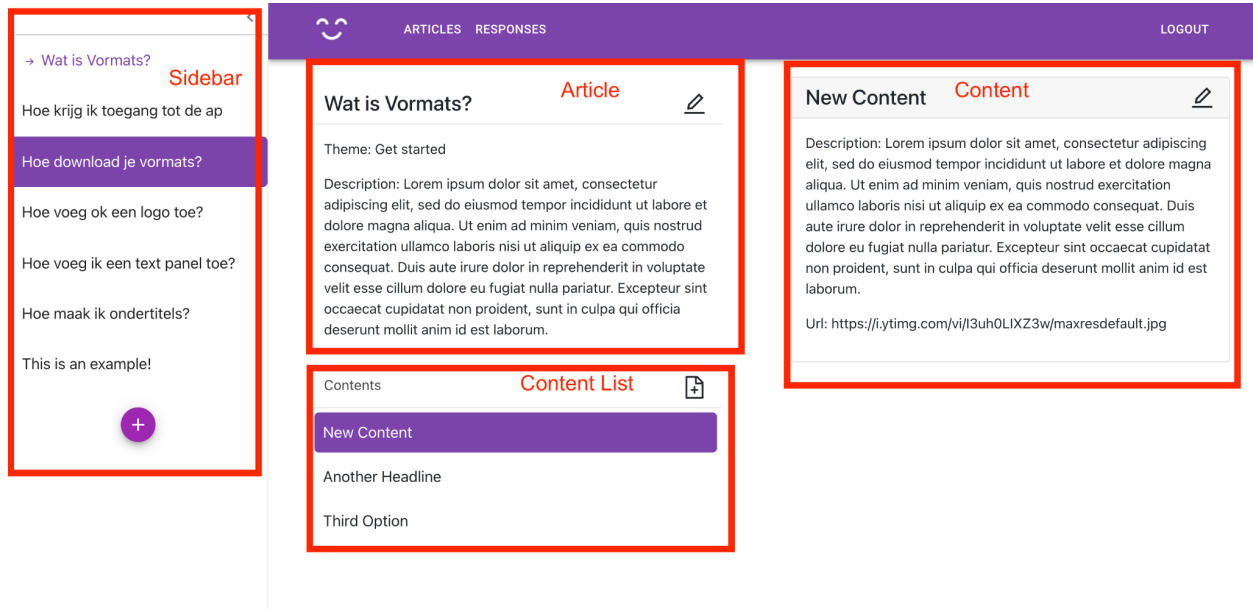 ARTICLES RESPONSES
LOGOUT
→ Wat is Vormats?
Sidebar
Hoe krijg ik toegang tot de ap
Hoe download je vormats?
Hoe voeg ok een logo toe?
Hoe voeg ik een text panel toe?
Hoe maak ik ondertitels?
This is an example!
+
Wat is Vormats?
Article
Theme: Get started
Description: Lorem ipsum dolor sit amet, consectetur
adipiscing elit, sed do eiusmod tempor incididunt ut labore et
dolore magna aliqua. Ut enim ad minim veniam, quis nostrud
exercitation ullamco laboris nisi ut aliquip ex ea commodo
consequat. Duis aute irure dolor in reprehenderit in voluptate
velit esse cillum dolore eu fugiat nulla pariatur. Excepteur sint
occaecat cupidatat non proident, sunt in culpa qui officia
deserunt mollit anim id est laborum.
Contents
Content List
New Content
Another Headline
Third Option
New Content
Content
Description: Lorem ipsum dolor sit amet, consectetur adipiscing
elit, sed do eiusmod tempor incididunt ut labore et dolore magna
aliqua. Ut enim ad minim veniam, quis nostrud exercitation
ullamco laboris nisi ut aliquip ex ea commodo consequat. Duis
aute irure dolor in reprehenderit in voluptate velit esse cillum
dolore eu fugiat nulla pariatur. Excepteur sint occaecat cupidatat
non proident, sunt in culpa qui officia deserunt mollit anim id est
laborum.
Url: https://i.ytimg.com/vi/I3uh0LIXZ3w/maxresdefault.jpg